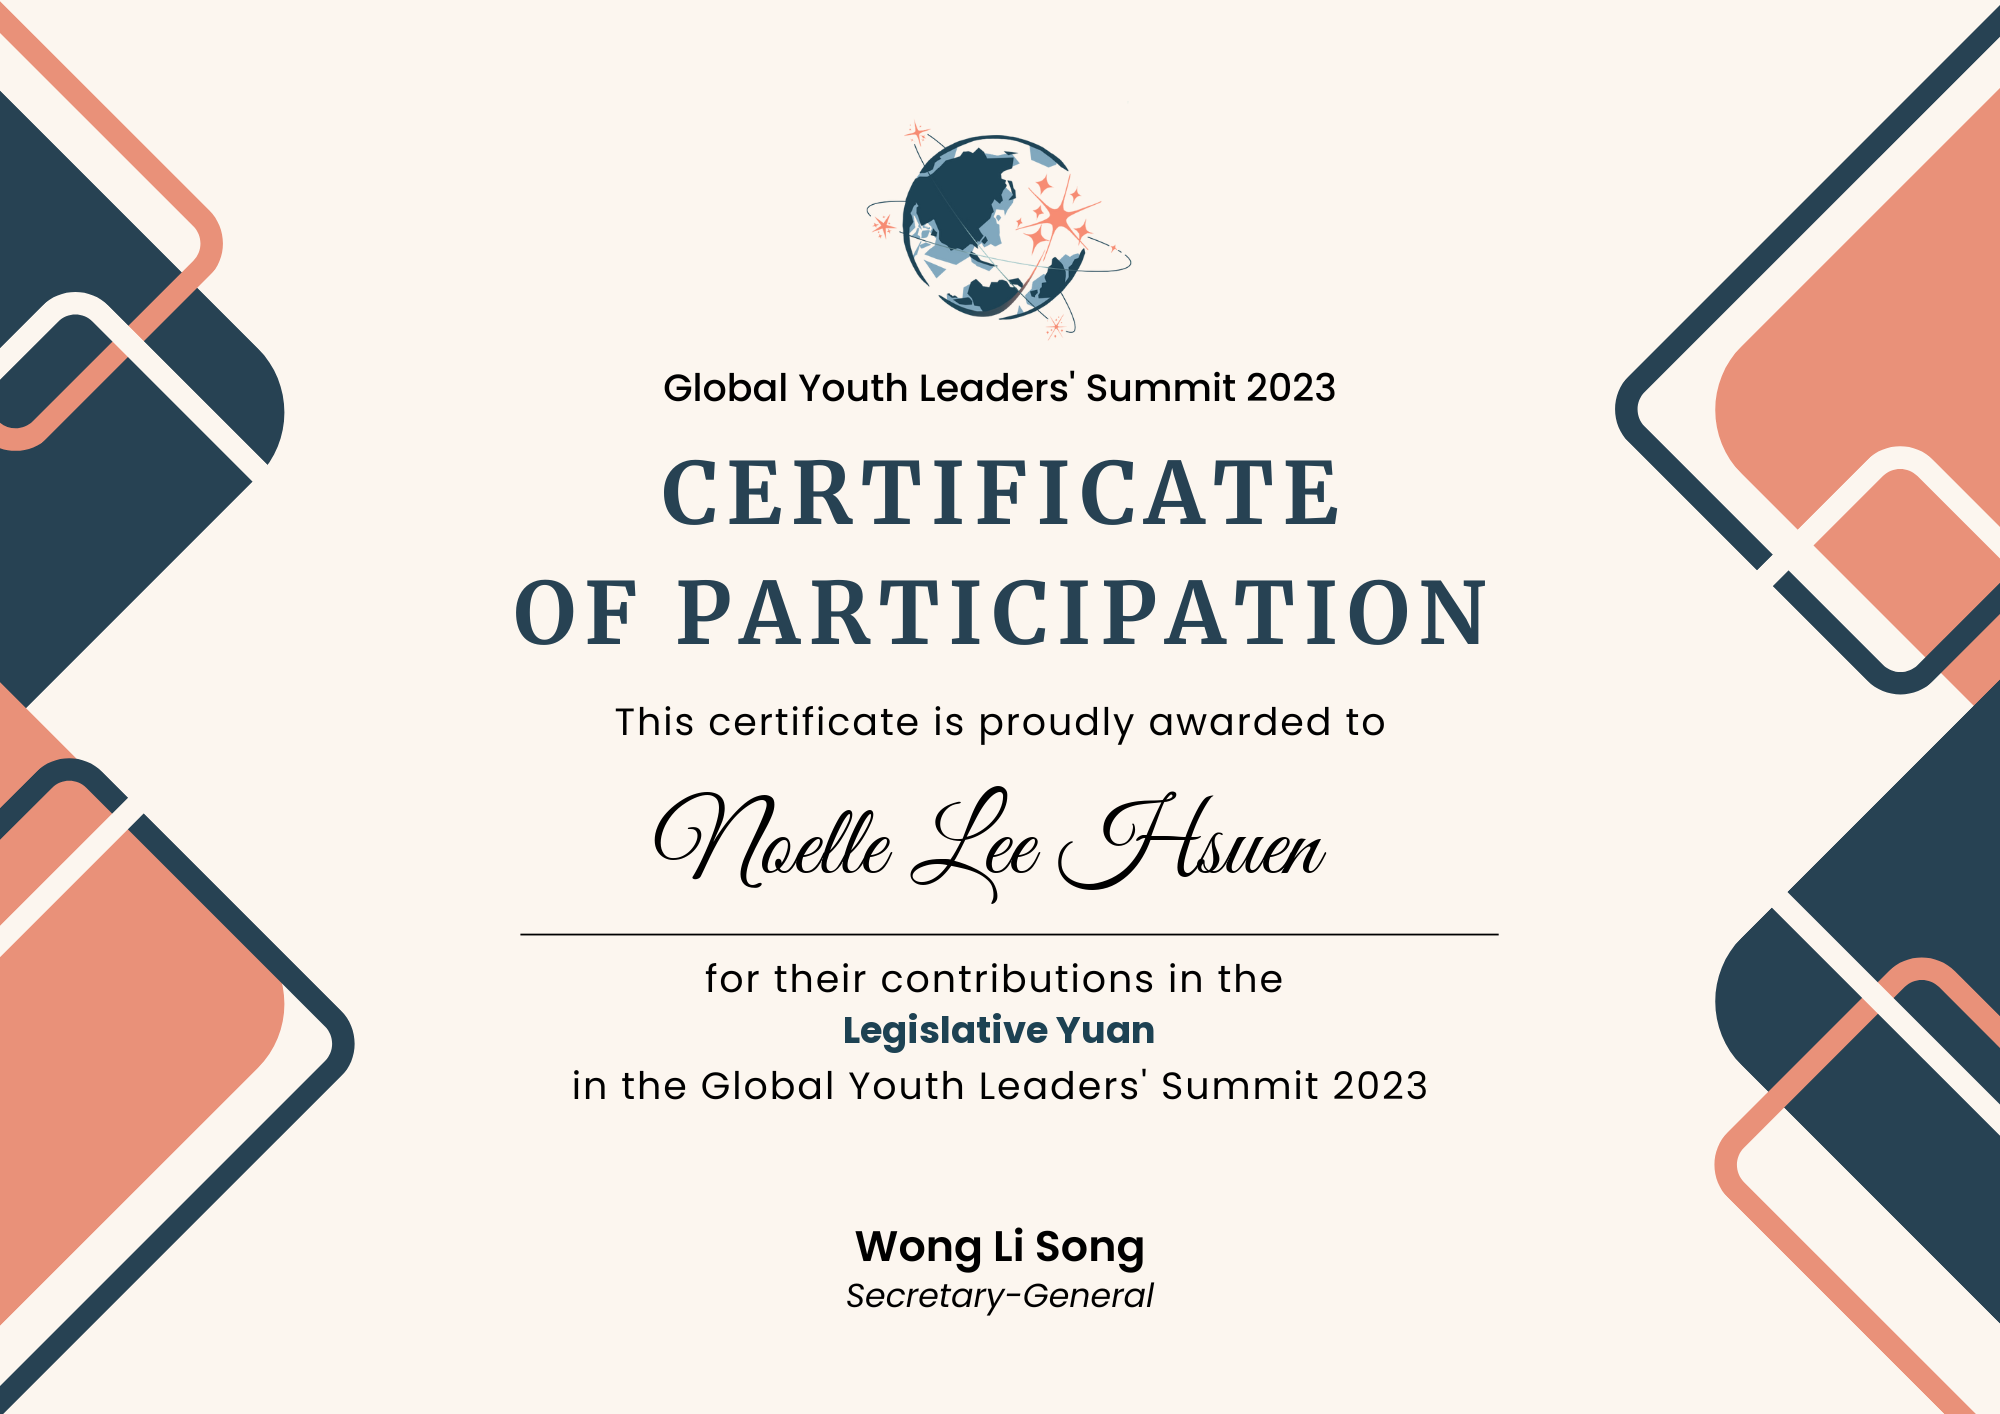 Global Youth Leaders' Summit 2023
CERTIFICATE
OF PARTICIPATION
This certificate is proudly awarded to
Noelle Lee Hsuen
for their contributions in the
Legislative Yuan
in the Global Youth Leaders' Summit 2023
Wong Li Song
Secretary-General